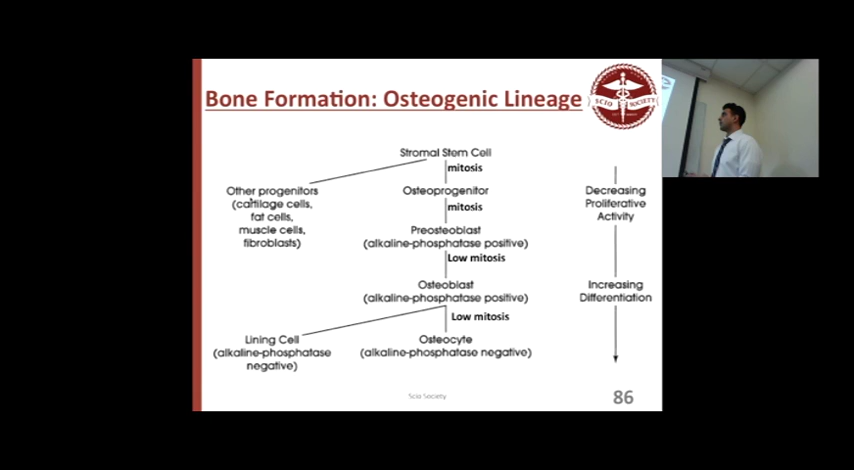 Bone Formation: Osteogenic Lineage
SCIO SOCIETY
Stromal Stem Cell
mitosis
Other progenitors
(cartilage cells,
fat cells,
muscle cells,
fibroblasts)
Osteoprogenitor
mitosis
Preosteoblast
(alkaline-phosphatase positive)
Low mitosis
Osteoblast
(alkaline-phosphatase positive)
Low mitosis
Lining Cell
(alkaline-phosphatase
negative)
Osteocyte
(alkaline-phosphatase negative)
Decreasing
Proliferative
Activity
Increasing
Differentiation
Scio Society
86